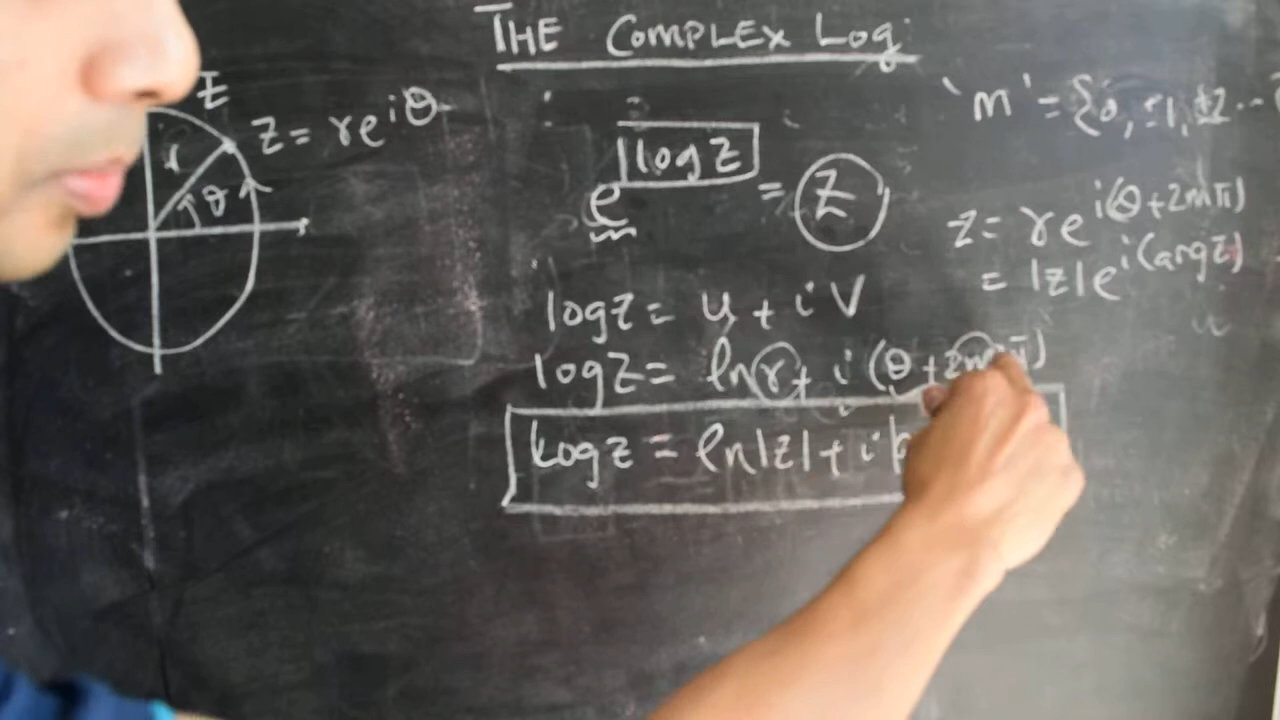 THE COMPLEX LOG
'm' = {0, ±1, ±2 ...
z = re^{iθ}
r
θ
e^{log z} = z
z = re^{i(θ+2mπ)}
= |z|e^{i(arg z)}
log z = u + iv
log z = ln r + i(θ+2mπ)
Log z = ln|z| + i